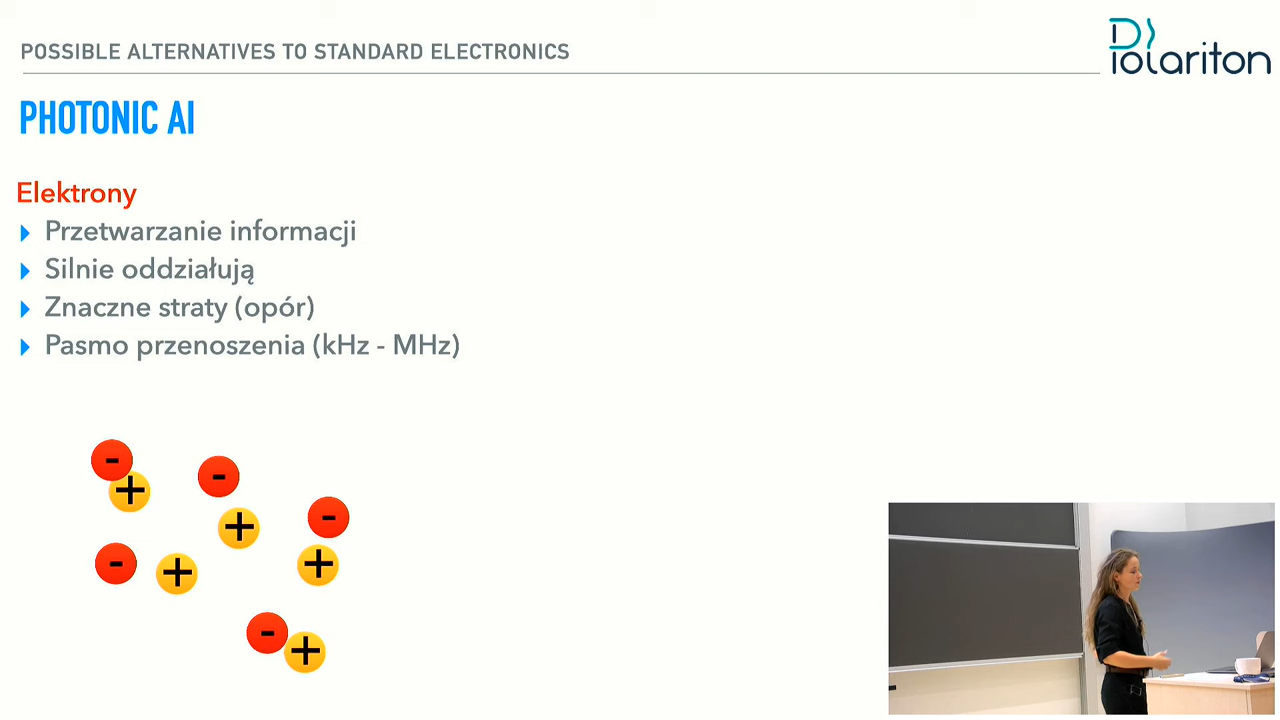 POSSIBLE ALTERNATIVES TO STANDARD ELECTRONICS
Diolariton
PHOTONIC AI
Elektrony
Przetwarzanie informacji
Silnie oddziałują
Znaczne straty (opór)
Pasmo przenoszenia (kHz - MHz)
-
+
-
+
-
+
-
+
-
+